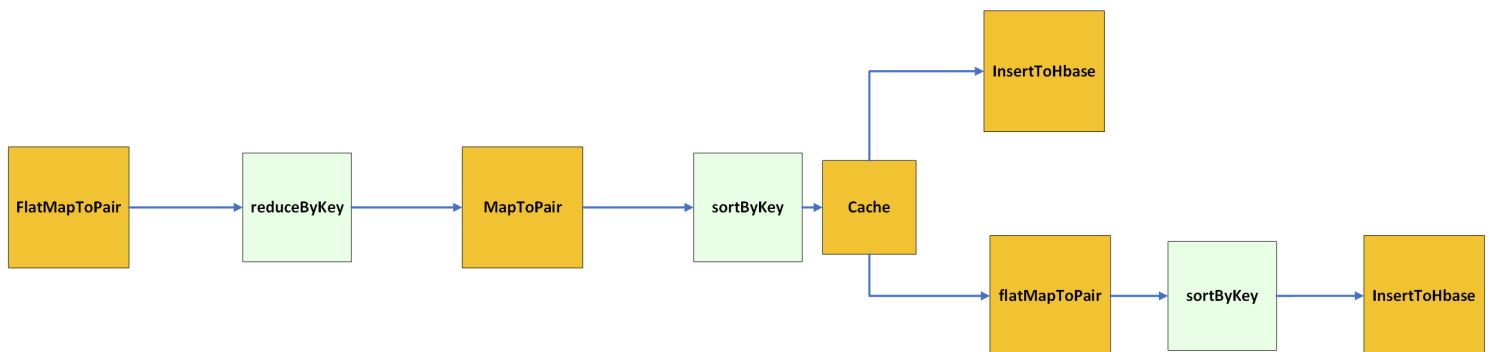 InsertToHbase
FlatMapToPair
reduceByKey
MapToPair
sortByKey
Cache
flatMapToPair
sortByKey
InsertToHbase